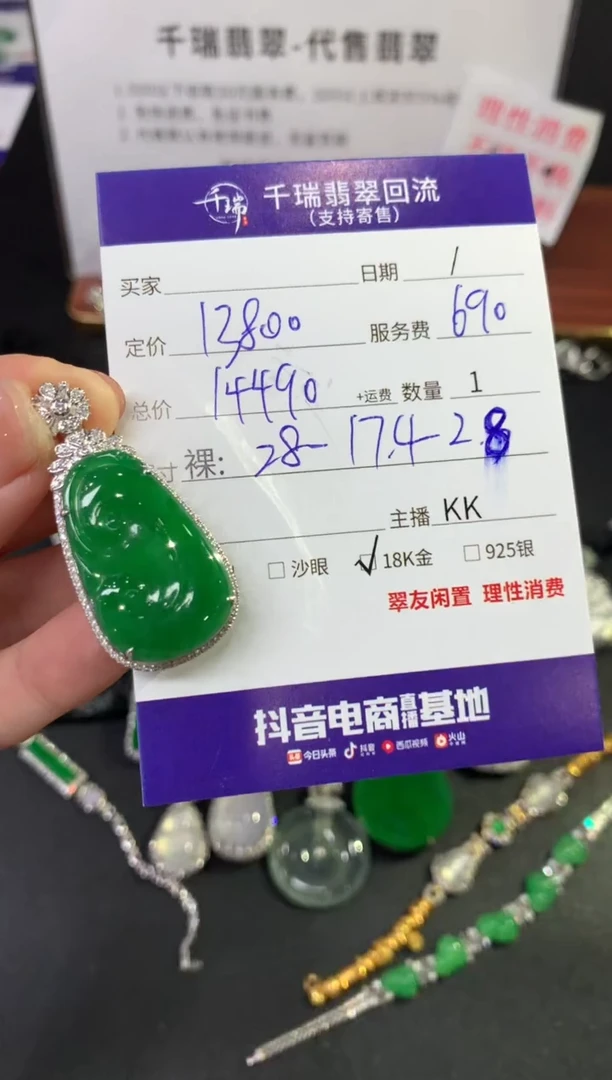 千瑞翡翠-代售翡翠
理性消费
千瑞 千瑞翡翠回流
(支持寄售)
买家 日期 /
定价 13800 服务费 690
总价 14490 +运费 数量 1
寸 裸: 28-17.4-2.8
主播 KK
沙眼 ✓ 18K金 925银
翠友闲置 理性消费
抖音电商直播基地
今日头条 抖音 西瓜视频 火山